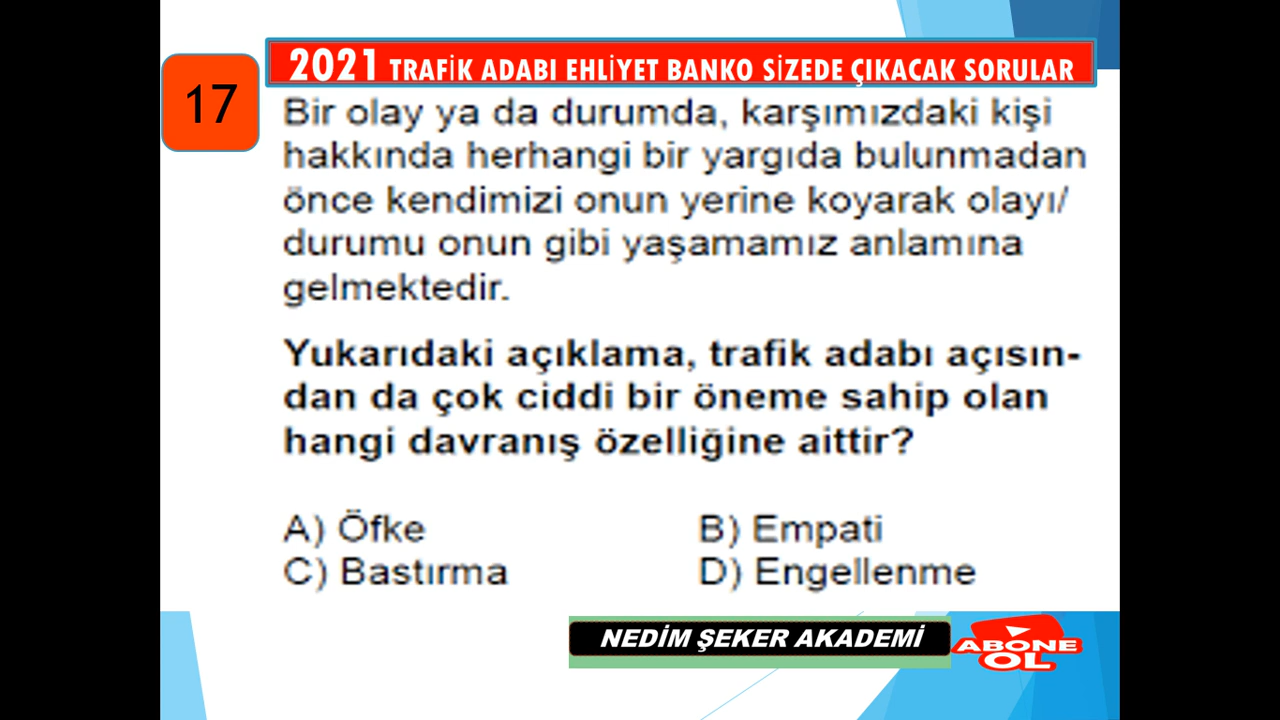 2021 TRAFİK ADABI EHLİYET BANKO SİZEDE ÇIKACAK SORULAR
17
Bir olay ya da durumda, karşımızdaki kişi
hakkında herhangi bir yargıda bulunmadan
önce kendimizi onun yerine koyarak olayı/
durumu onun gibi yaşamamız anlamına
gelmektedir.
Yukarıdaki açıklama, trafik adabı açısın-
dan da çok ciddi bir öneme sahip olan
hangi davranış özelliğine aittir?
A) Öfke B) Empati
C) Bastırma D) Engellenme
NEDİM ŞEKER AKADEMİ
ABONE
OL